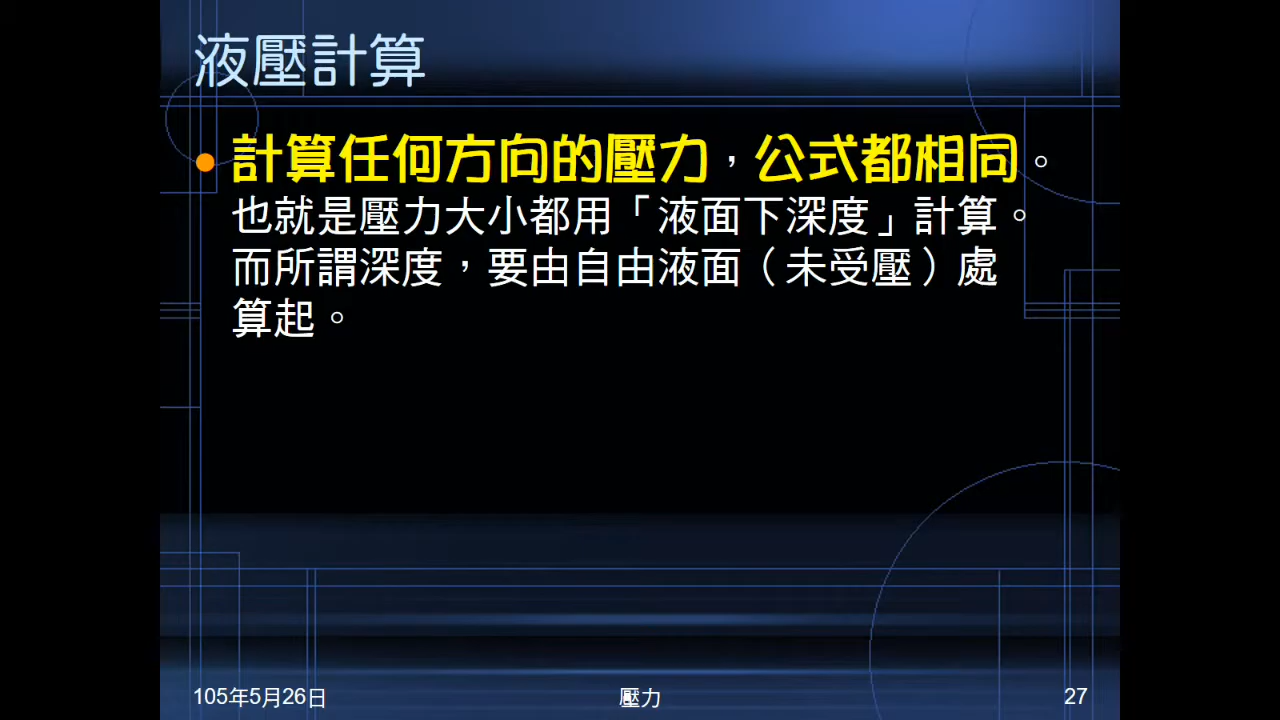 液壓計算
計算任何方向的壓力，公式都相同。
也就是壓力大小都用「液面下深度」計算。
而所謂深度，要由自由液面（未受壓）處
算起。
105年5月26日
壓力
27